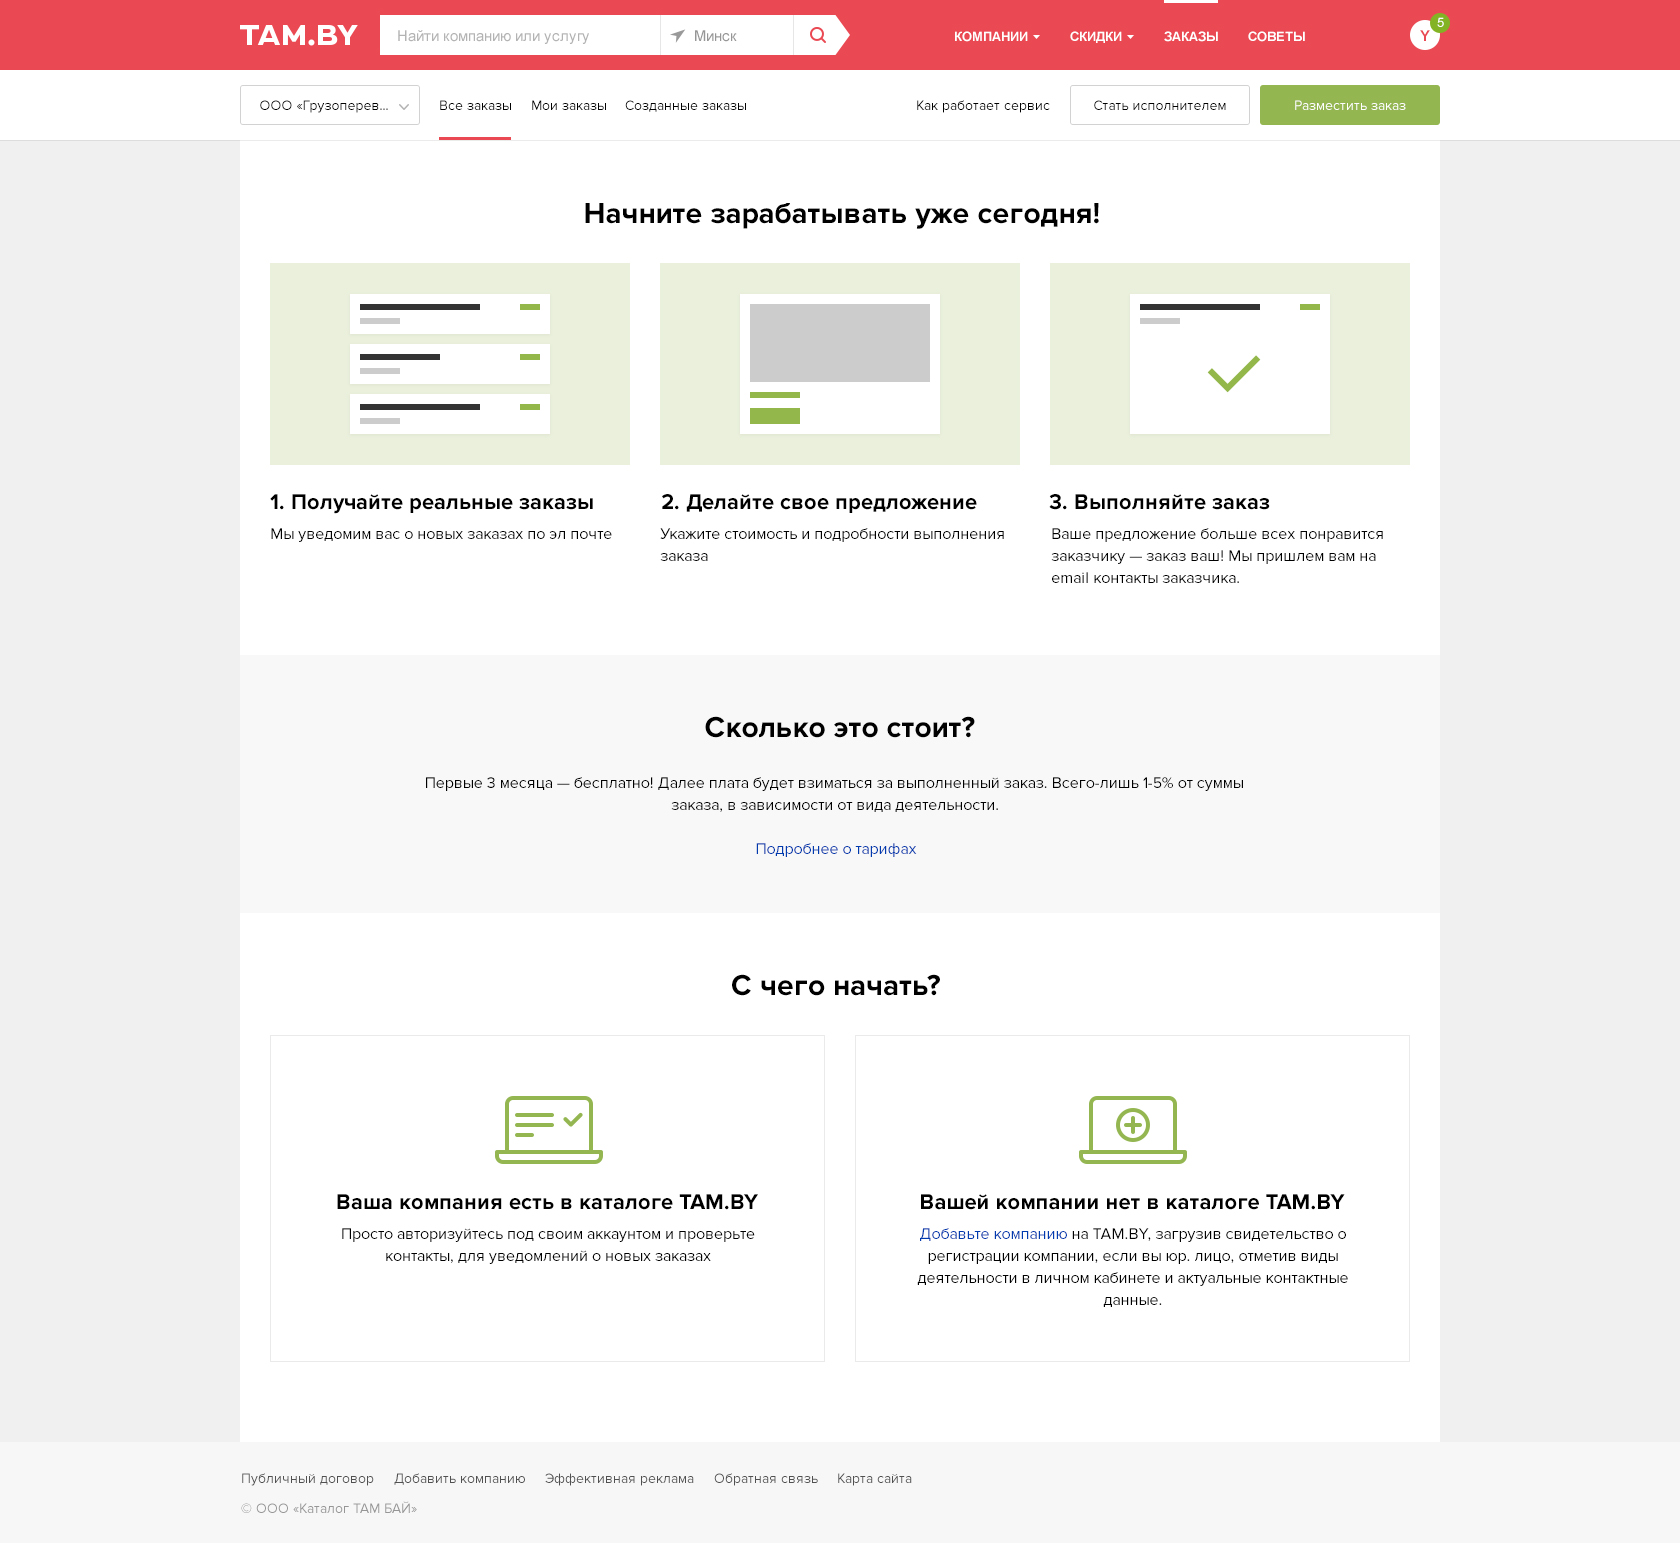 TAM.BY
Найти компанию или услугу
Минск
КОМПАНИИ
СКИДКИ
ЗАКАЗЫ
СОВЕТЫ
Y
5
ООО «Грузоперев...
Все заказы
Мои заказы
Созданные заказы
Как работает сервис
Стать исполнителем
Разместить заказ
Начните зарабатывать уже сегодня!
1. Получайте реальные заказы
Мы уведомим вас о новых заказах по эл почте
2. Делайте свое предложение
Укажите стоимость и подробности выполнения
заказа
3. Выполняйте заказ
Ваше предложение больше всех понравится
заказчику — заказ ваш! Мы пришлем вам на
email контакты заказчика.
Сколько это стоит?
Первые 3 месяца — бесплатно! Далее плата будет взиматься за выполненный заказ. Всего-лишь 1-5% от суммы
заказа, в зависимости от вида деятельности.
Подробнее о тарифах
С чего начать?
Ваша компания есть в каталоге TAM.BY
Просто авторизуйтесь под своим аккаунтом и проверьте
контакты, для уведомлений о новых заказах
Вашей компании нет в каталоге TAM.BY
Добавьте компанию на TAM.BY, загрузив свидетельство о
регистрации компании, если вы юр. лицо, отметив виды
деятельности в личном кабинете и актуальные контактные
данные.
Публичный договор
Добавить компанию
Эффективная реклама
Обратная связь
Карта сайта
© ООО «Каталог ТАМ БАЙ»